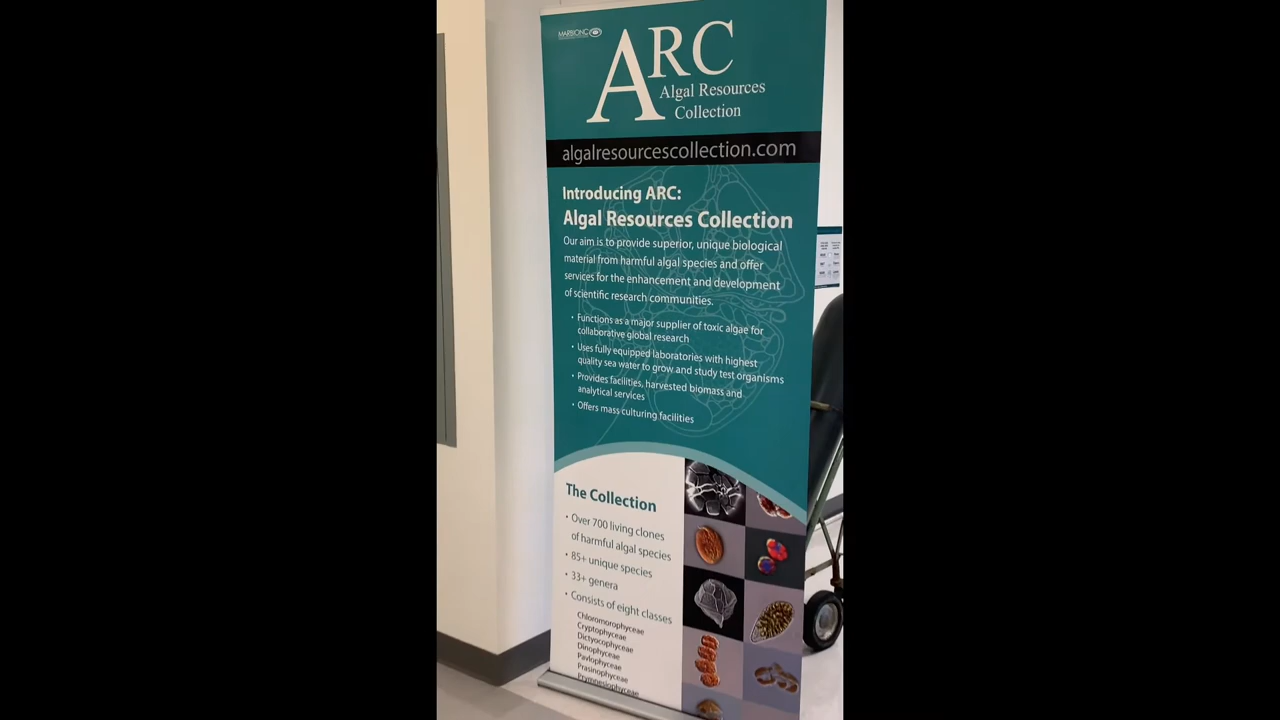 MARBIONC
ARC
Algal Resources
Collection
algalresourcescollection.com
Introducing ARC:
Algal Resources Collection
Our aim is to provide superior, unique biological
material from harmful algal species and offer
services for the enhancement and development
of scientific research communities.
• Functions as a major supplier of toxic algae for
collaborative global research
• Uses fully equipped laboratories with highest
quality sea water to grow and study test organisms
• Provides facilities, harvested biomass and
analytical services
• Offers mass culturing facilities
The Collection
• Over 700 living clones
of harmful algal species
• 85+ unique species
• 33+ genera
• Consists of eight classes
Chloromorophyceae
Cryptophyceae
Dictyocophyceae
Dinophyceae
Pavlophyceae
Prasinophyceae
Prymnesiophyceae